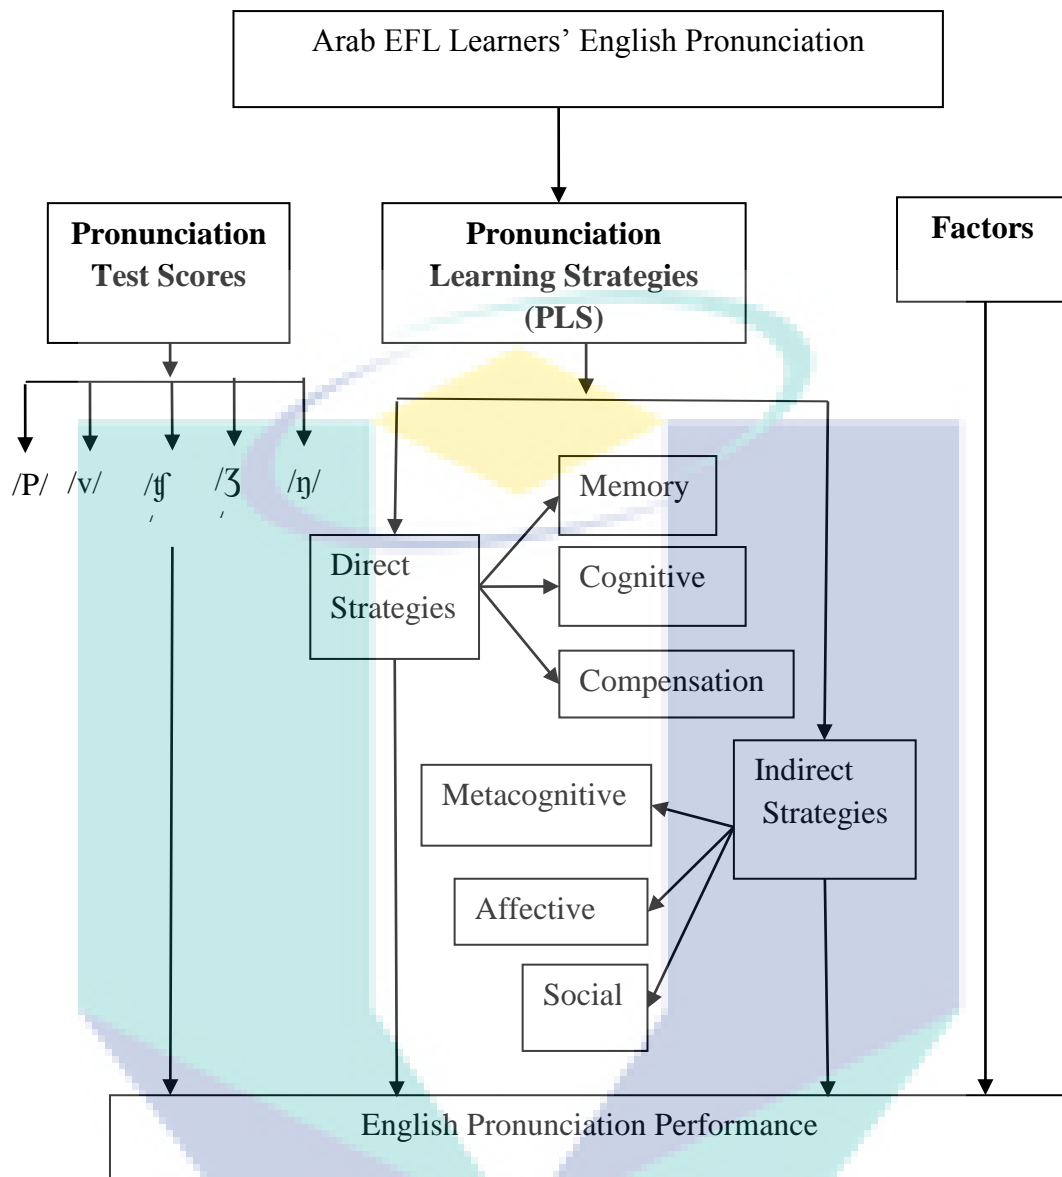 Arab EFL Learners’ English Pronunciation
Pronunciation
Test Scores
Pronunciation
Learning Strategies
(PLS)
Factors
/P/ /v/ /ʧ/ /ʒ/ /ŋ/
Memory
Direct
Strategies
Cognitive
Compensation
Indirect
Strategies
Metacognitive
Affective
Social
English Pronunciation Performance